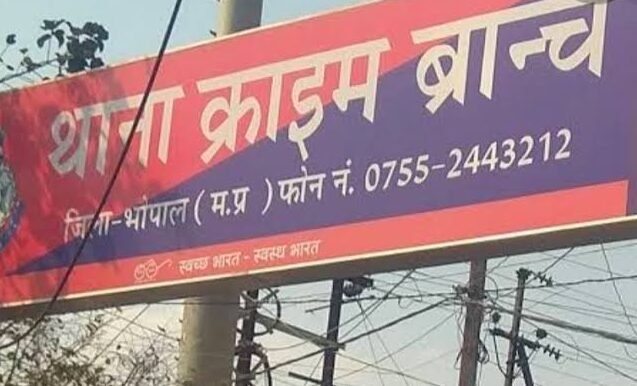 थाना क्राइम ब्रान्च
जिला-भोपाल ( म.प्र ) फोन नं. 0755-2443212
स्वच्छ भारत - स्वस्थ भारत